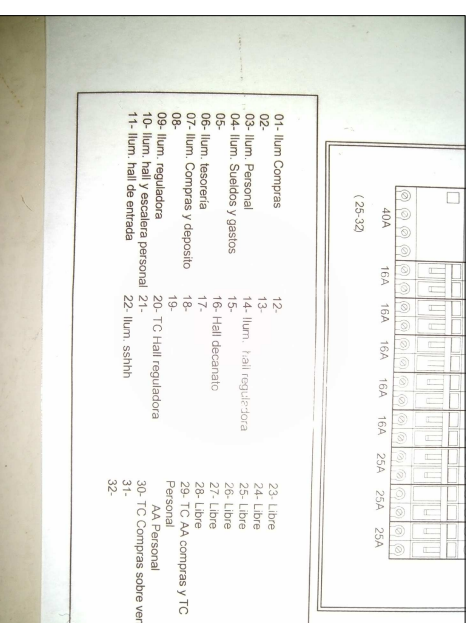 40A 16A 16A 16A 16A 16A 25A 25A 25A
(25-32)
01- Ilum Compras
02-
03- Ilum. Personal
04- Ilum. Sueldos y gastos
05-
06- Ilum. tesorería
07- Ilum. Compras y deposito
08-
09- Ilum. reguladora
10- Ilum. hall y escalera personal
11- Ilum. hall de entrada
12-
13-
14- Ilum. hall reguladora
15-
16- Hall decanato
17-
18-
19-
20- TC Hall reguladora
21-
22- Ilum. sshhh
23- Libre
24- Libre
25- Libre
26- Libre
27- Libre
28- Libre
29- TC AA compras y TC
Personal
AA Personal
30- TC Compras sobre
31-
32-